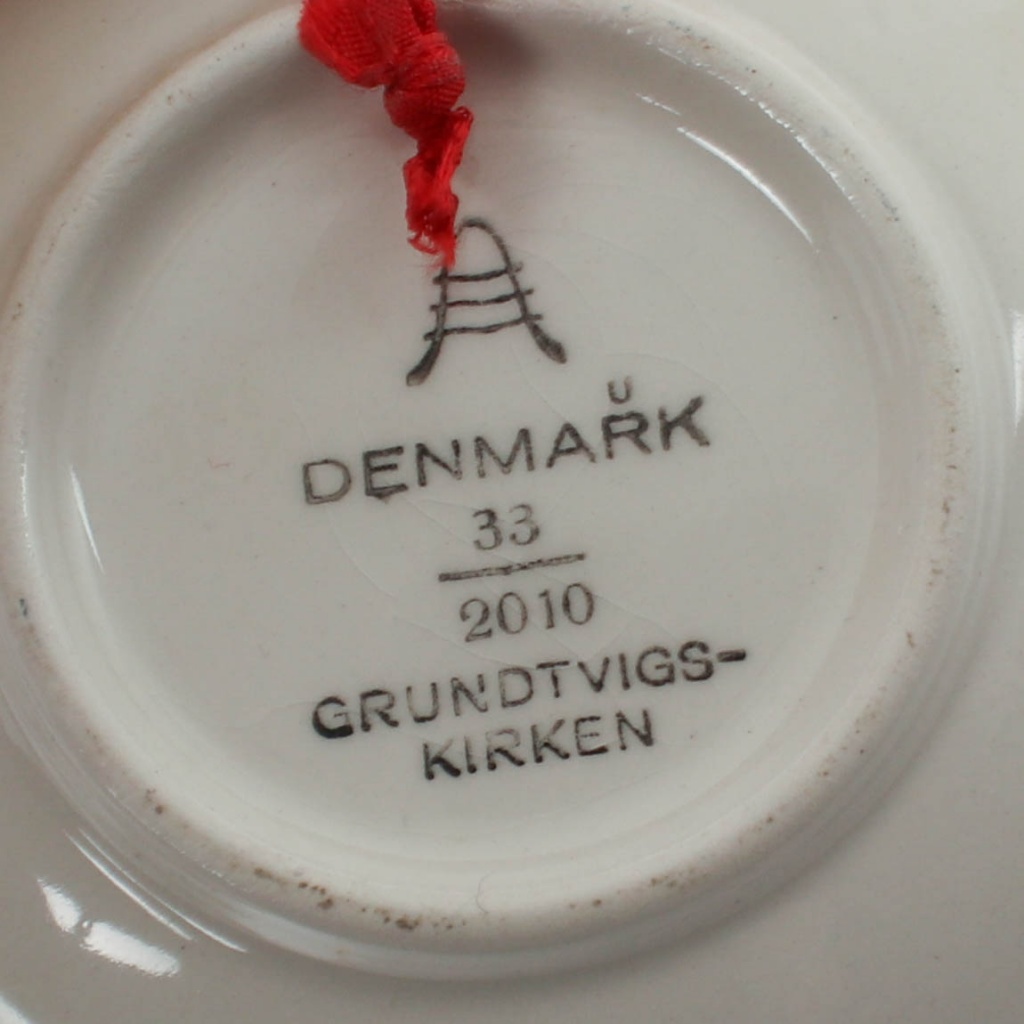 DENMARK
33
2010
GRUNDTVIGS-
KIRKEN